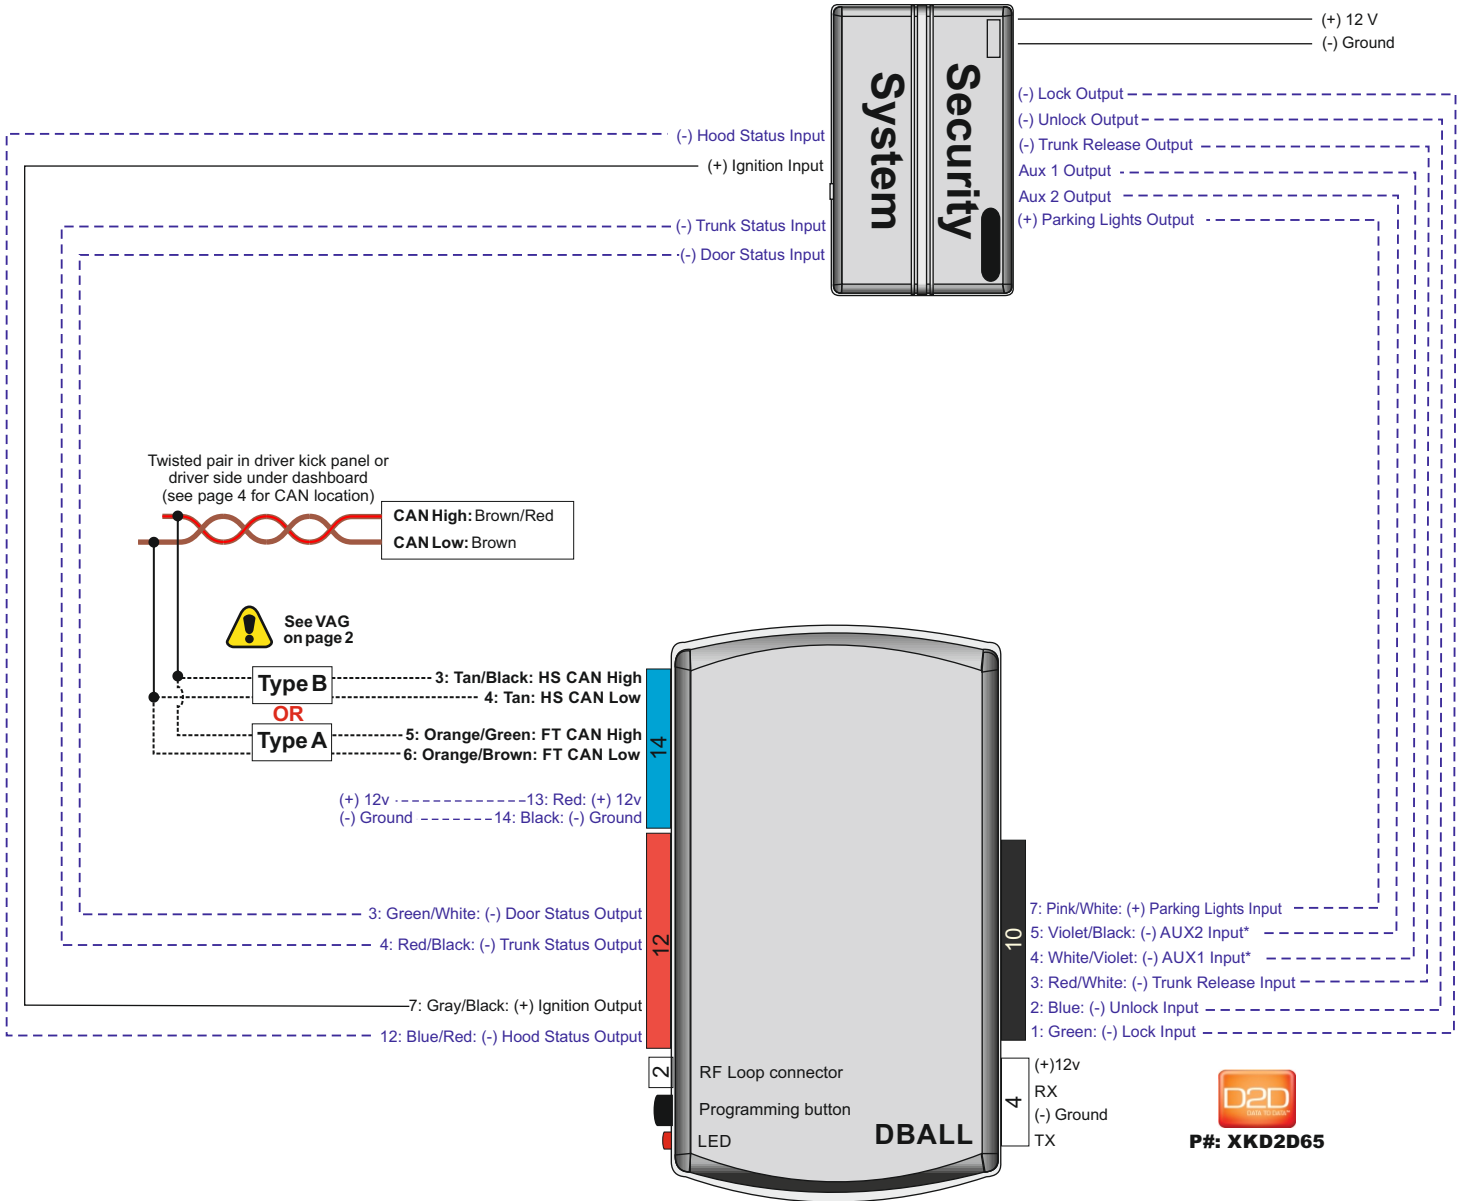 (+) 12 V
(-) Ground
Security
System
(-) Lock Output
(-) Unlock Output
(-) Trunk Release Output
Aux 1 Output
Aux 2 Output
(+) Parking Lights Output
(-) Hood Status Input
(+) Ignition Input
(-) Trunk Status Input
(-) Door Status Input
Twisted pair in driver kick panel or
driver side under dashboard
(see page 4 for CAN location)
CAN High: Brown/Red
CAN Low: Brown
See VAG
on page 2
Type B
OR
Type A
3: Tan/Black: HS CAN High
4: Tan: HS CAN Low
5: Orange/Green: FT CAN High
6: Orange/Brown: FT CAN Low
14
(+) 12v
13: Red: (+) 12v
(-) Ground
14: Black: (-) Ground
3: Green/White: (-) Door Status Output
4: Red/Black: (-) Trunk Status Output
12
7: Gray/Black: (+) Ignition Output
12: Blue/Red: (-) Hood Status Output
10
7: Pink/White: (+) Parking Lights Input
5: Violet/Black: (-) AUX2 Input*
4: White/Violet: (-) AUX1 Input*
3: Red/White: (-) Trunk Release Input
2: Blue: (-) Unlock Input
1: Green: (-) Lock Input
2
RF Loop connector
Programming button
LED
DBALL
4
(+)12v
RX
(-) Ground
TX
D2D
DATA TO DATA™
P#: XKD2D65